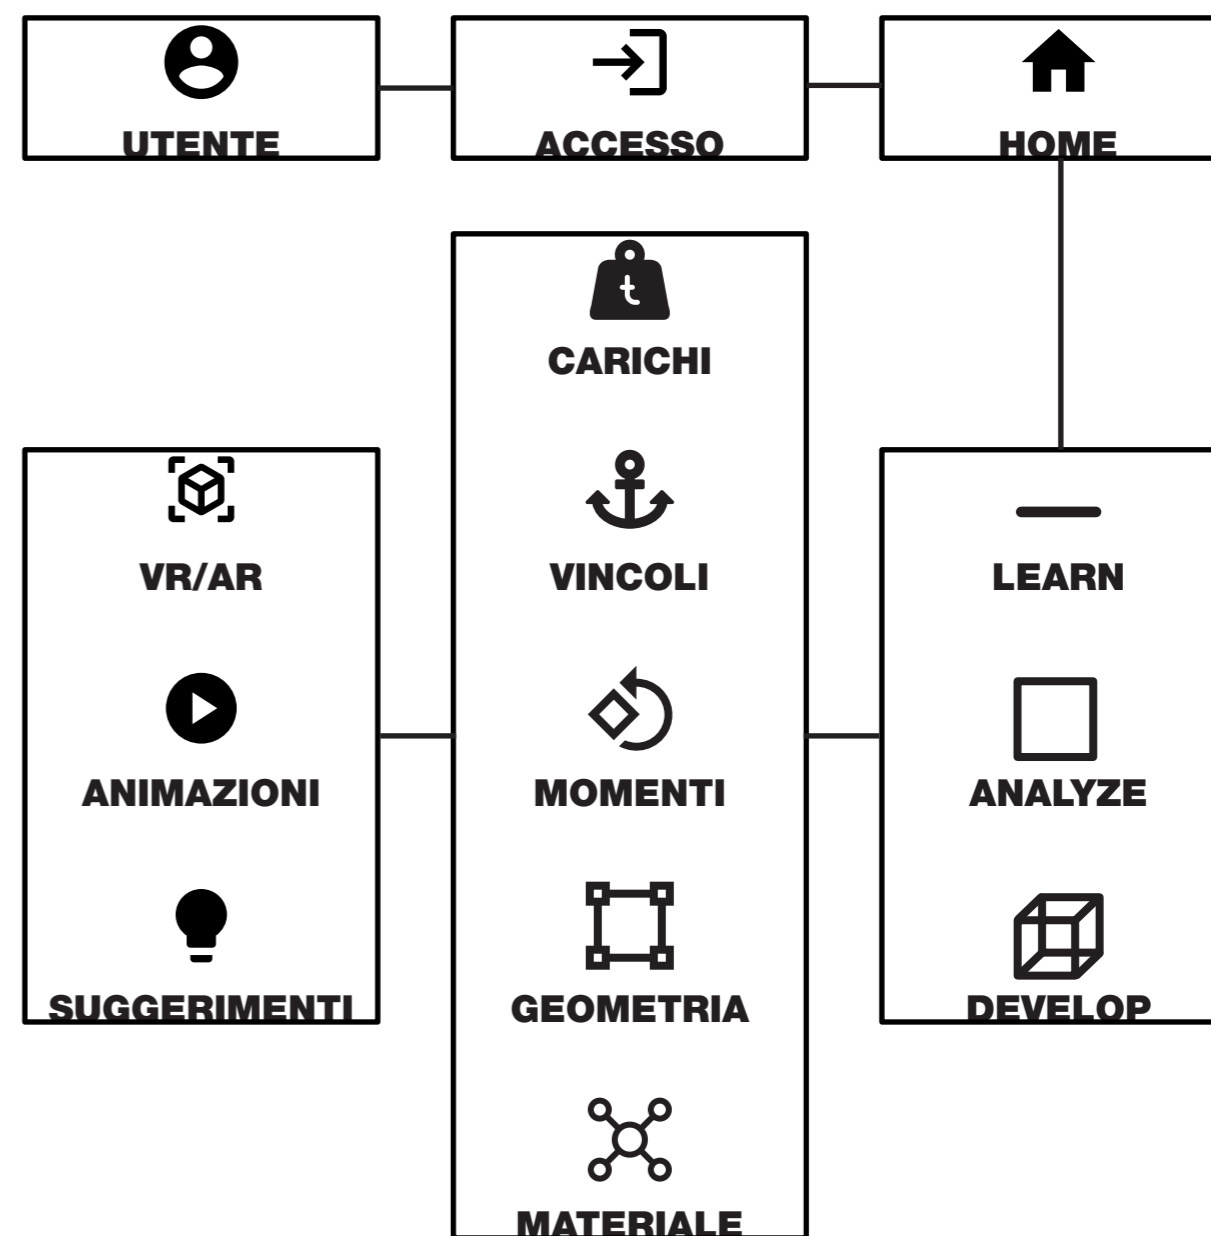 UTENTE
ACCESSO
HOME
t
CARICHI
VR/AR
VINCOLI
LEARN
ANIMAZIONI
MOMENTI
ANALYZE
SUGGERIMENTI
GEOMETRIA
DEVELOP
MATERIALE